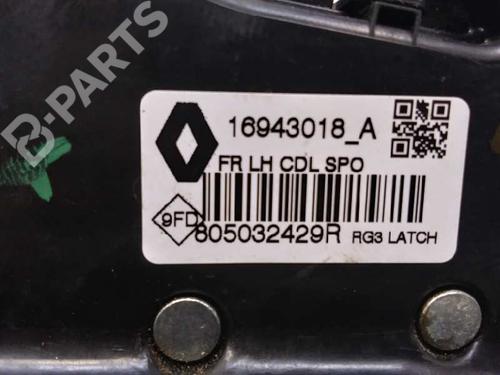 B-PARTS
16943018_A
FR LH CDL SPO
9FD
805032429R RG3 LATCH